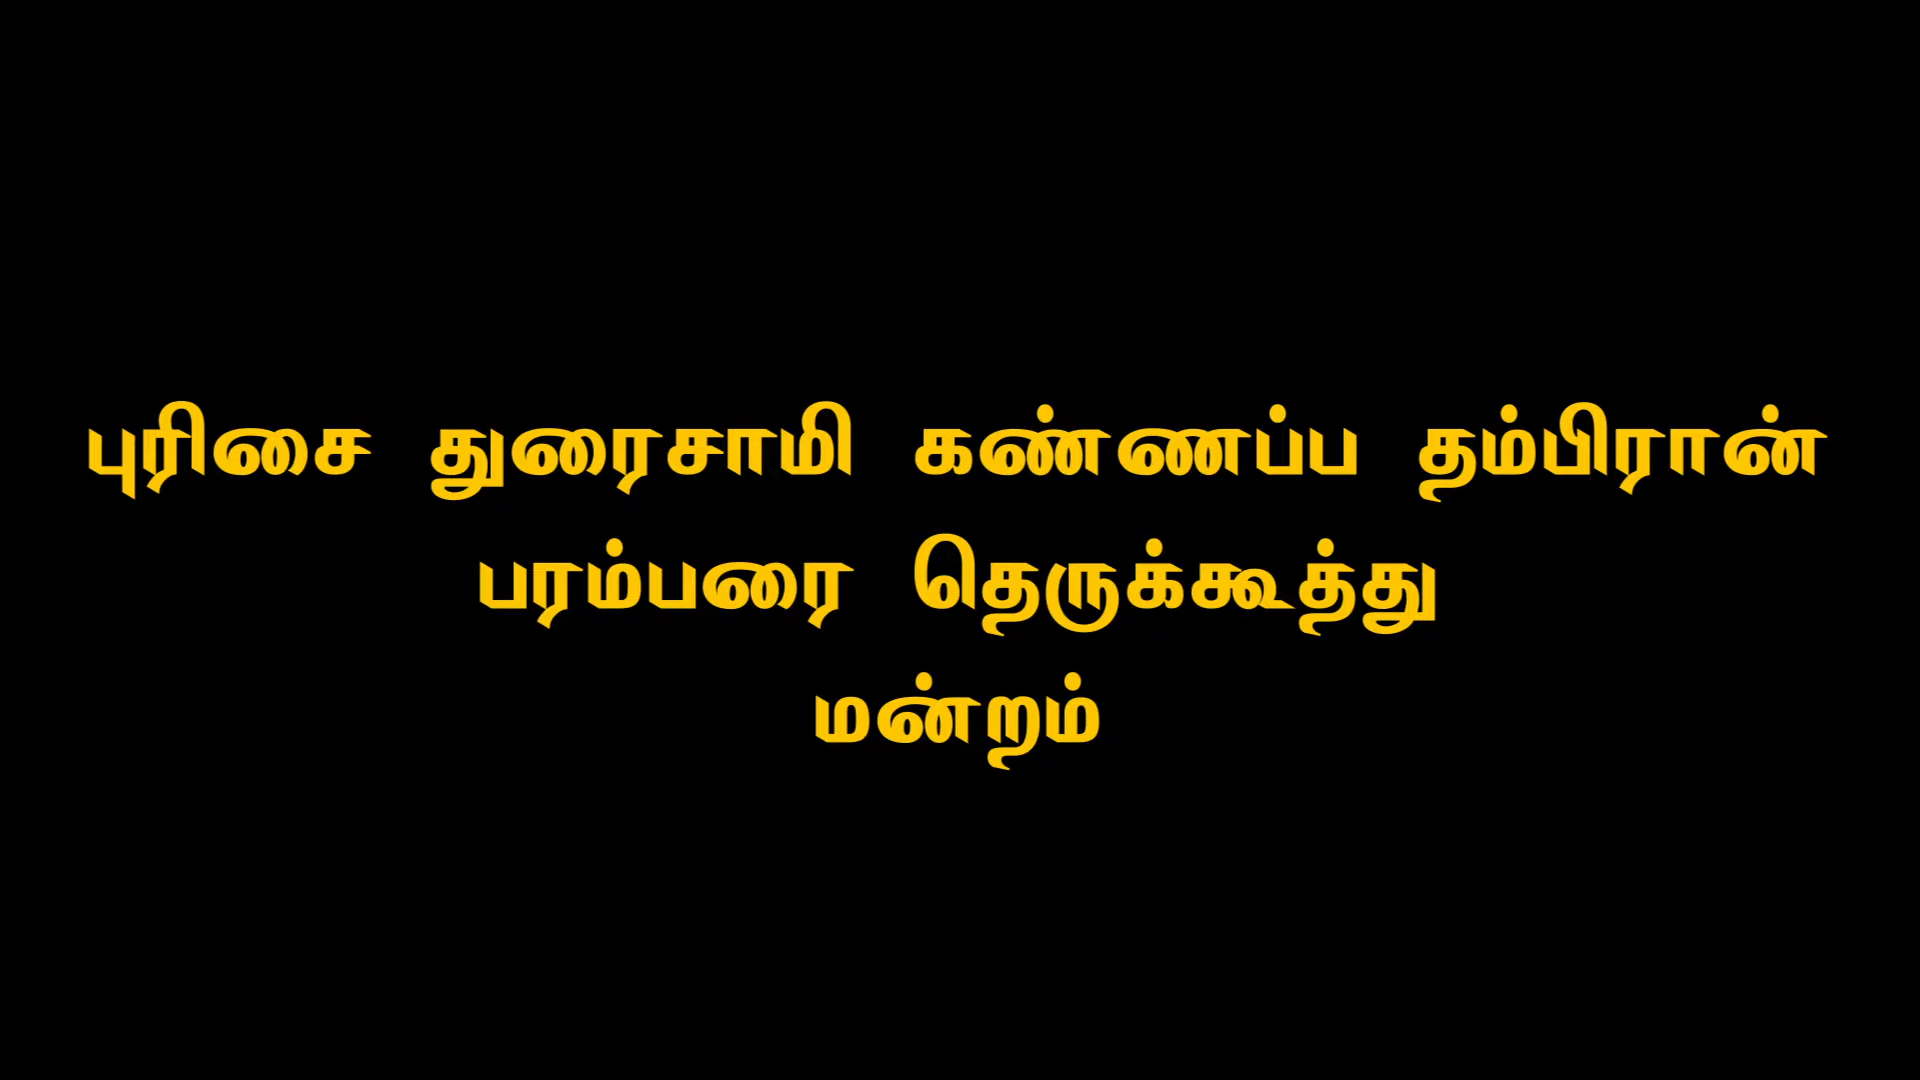 புரிசை துரைசாமி கண்ணப்ப தம்பிரான்
பரம்பரை தெருக்கூத்து
மன்றம்